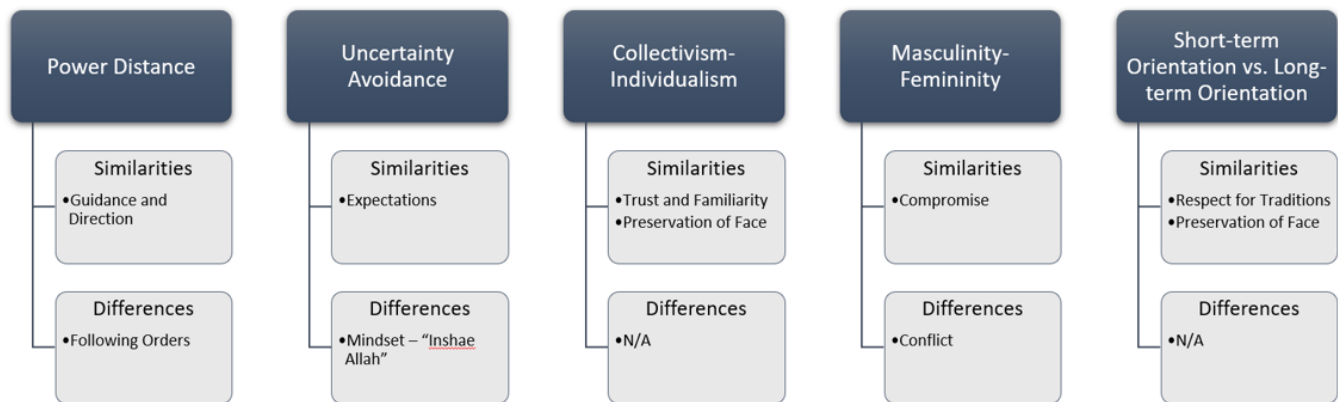 Power Distance
Similarities
•Guidance and
Direction
Differences
•Following Orders
Uncertainty
Avoidance
Similarities
•Expectations
Differences
•Mindset – “Inshae
Allah”
Collectivism-
Individualism
Similarities
•Trust and Familiarity
•Preservation of Face
Differences
•N/A
Masculinity-
Femininity
Similarities
•Compromise
Differences
•Conflict
Short-term
Orientation vs. Long-
term Orientation
Similarities
•Respect for Traditions
•Preservation of Face
Differences
•N/A